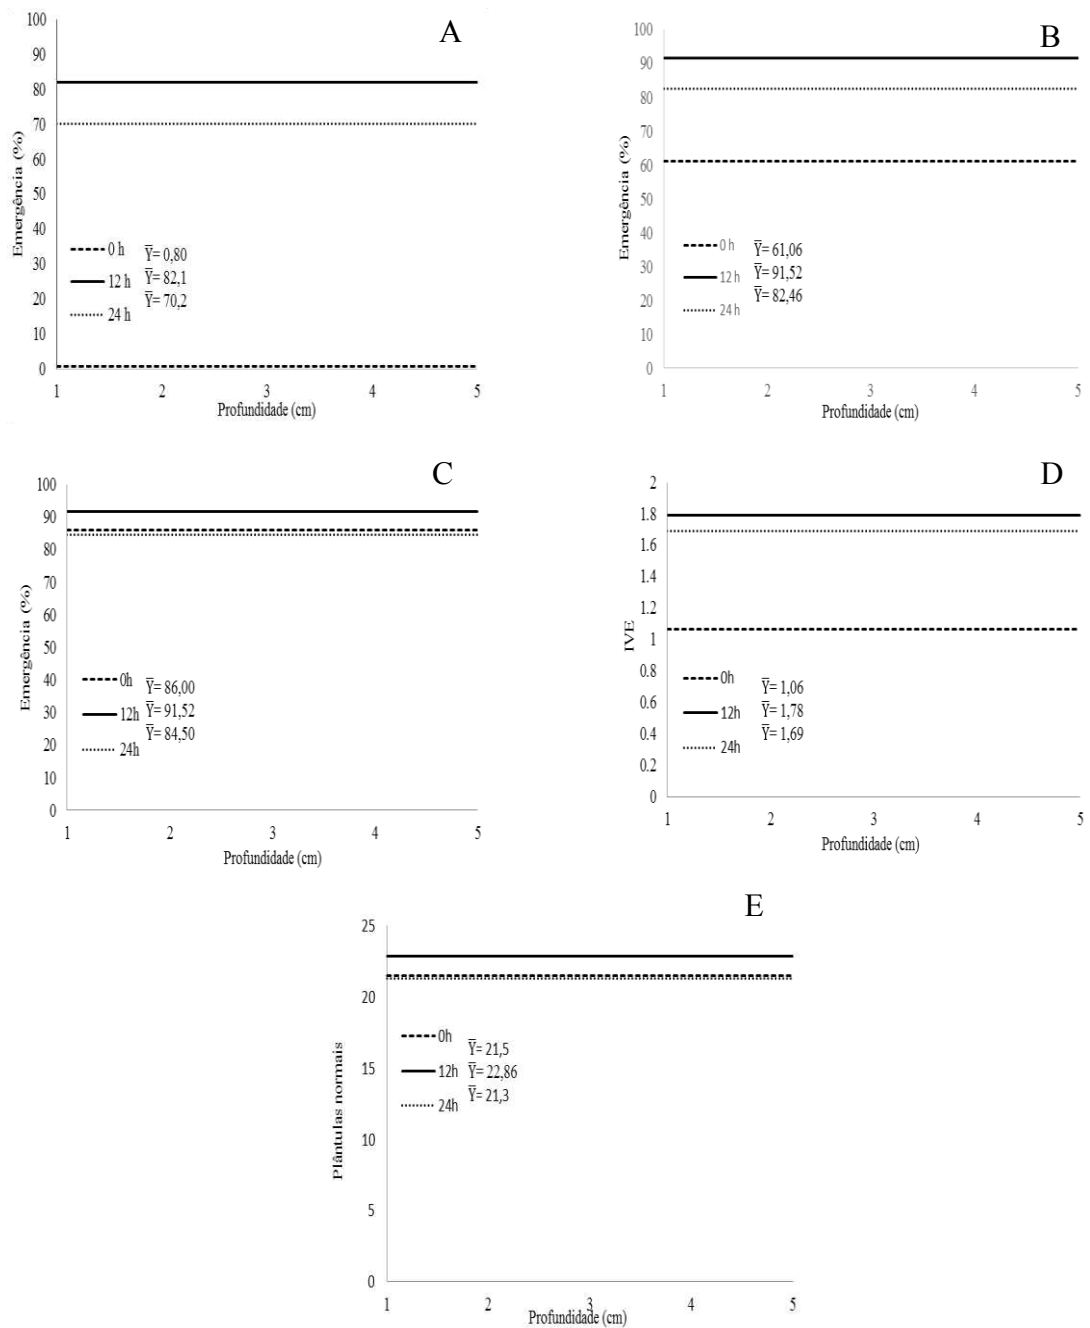 A
Emergência (%)
100
90
80
70
60
50
40
30
20
10
0
0 h Y̅= 0,80
12 h Y̅= 82,1
24 h Y̅= 70,2
1 2 3 4 5
Profundidade (cm)
B
Emergência (%)
100
90
80
70
60
50
40
30
20
10
0
0 h Y̅= 61,06
12 h Y̅= 91,52
24 h Y̅= 82,46
1 2 3 4 5
Profundidade (cm)
C
Emergência (%)
100
90
80
70
60
50
40
30
20
10
0
0h Y̅= 86,00
12h Y̅= 91,52
24h Y̅= 84,50
1 2 3 4 5
Profundidade (cm)
D
IVE
2
1.8
1.6
1.4
1.2
1
0.8
0.6
0.4
0.2
0
0h Y̅= 1,06
12h Y̅= 1,78
24h Y̅= 1,69
1 2 3 4 5
Profundidade (cm)
E
Plântulas normais
25
20
15
10
5
0
0h Y̅= 21,5
12h Y̅= 22,86
24h Y̅= 21,3
1 2 3 4 5
Profundidade (cm)